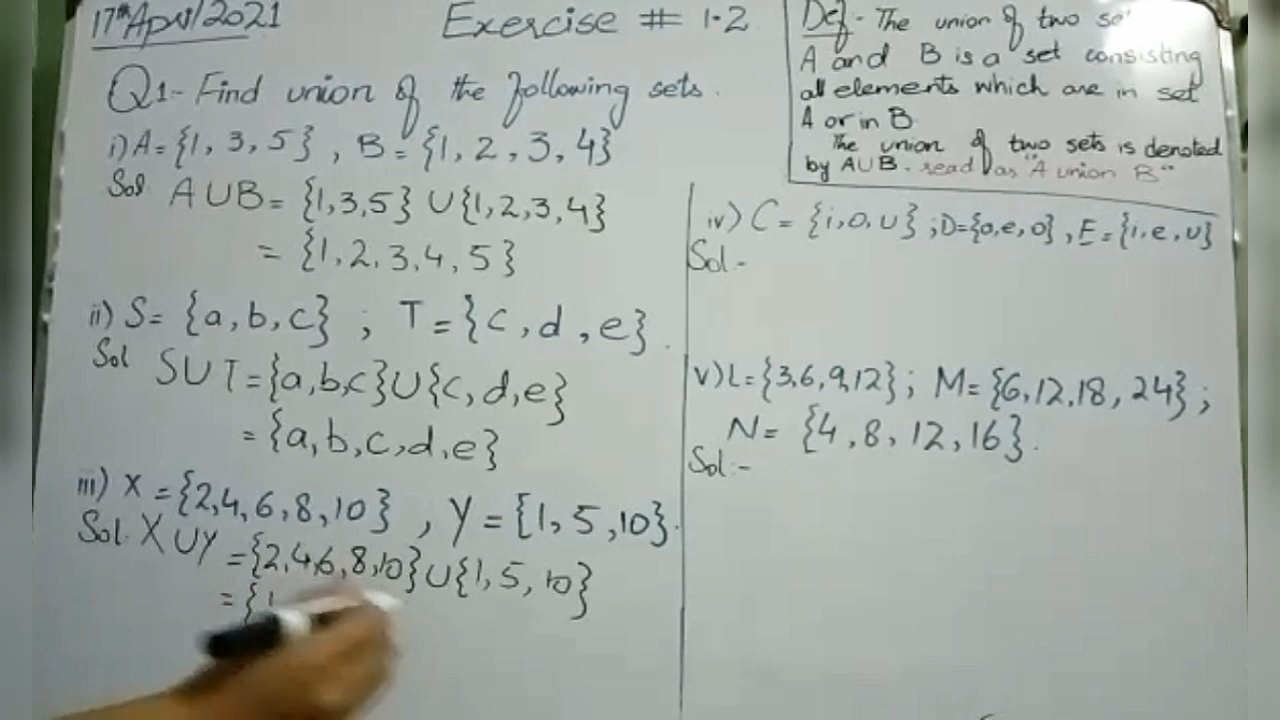 17th April/2021
Exercise # 1.2
Def:- The union of two se
A and B is a set consisting
all elements which are in set
A or in B
The union of two sets is denoted
by A∪B. read as "A union B"
Q1:- Find union of the following sets.
i) A = {1, 3, 5} , B = {1, 2, 3, 4}
Sol A∪B = {1,3,5} ∪ {1,2,3,4}
= {1,2,3,4,5}
ii) S = {a,b,c} ; T = {c,d,e}.
Sol S∪T = {a,b,c} ∪ {c,d,e}
= {a,b,c,d,e}
iii) X = {2,4,6,8,10} , Y = {1,5,10}.
Sol. X∪Y = {2,4,6,8,10} ∪ {1,5,10}
= {1
iv) C = {i,o,u} ; D = {a,e,o} , E = {i,e,u}
Sol:-
v) L = {3,6,9,12} ; M = {6,12,18,24} ;
N = {4,8,12,16}.
Sol:-